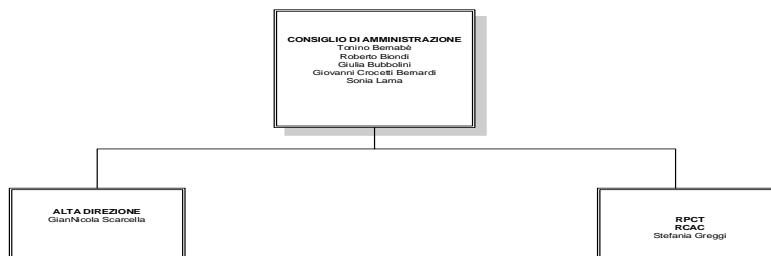 CONSIGLIO DI AMMINISTRAZIONE
Tonino Bernabè
Roberto Biondi
Giulia Bubbolini
Giovanni Crocetti Bernardi
Sonia Lama
ALTA DIREZIONE
GianNicola Scarcella
RPCT
RCAC
Stefania Greggi